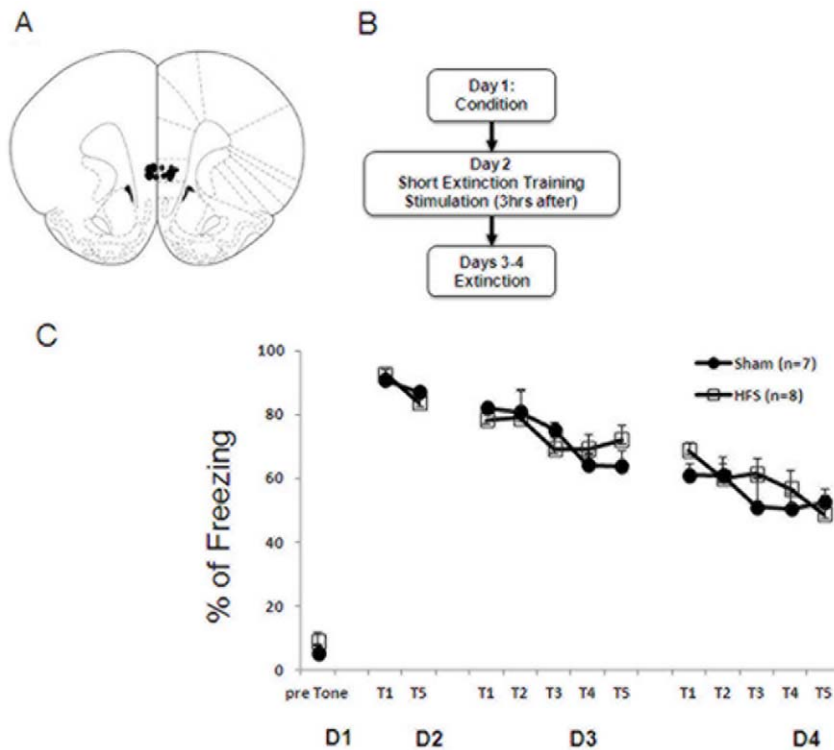 A
B
Day 1:
Condition
Day 2
Short Extinction Training
Stimulation (3hrs after)
Days 3-4
Extinction
C
% of Freezing
100
80
60
40
20
0
Sham (n=7)
HFS (n=8)
pre Tone T1 T5 T1 T2 T3 T4 T5 T1 T2 T3 T4 T5
D1 D2 D3 D4